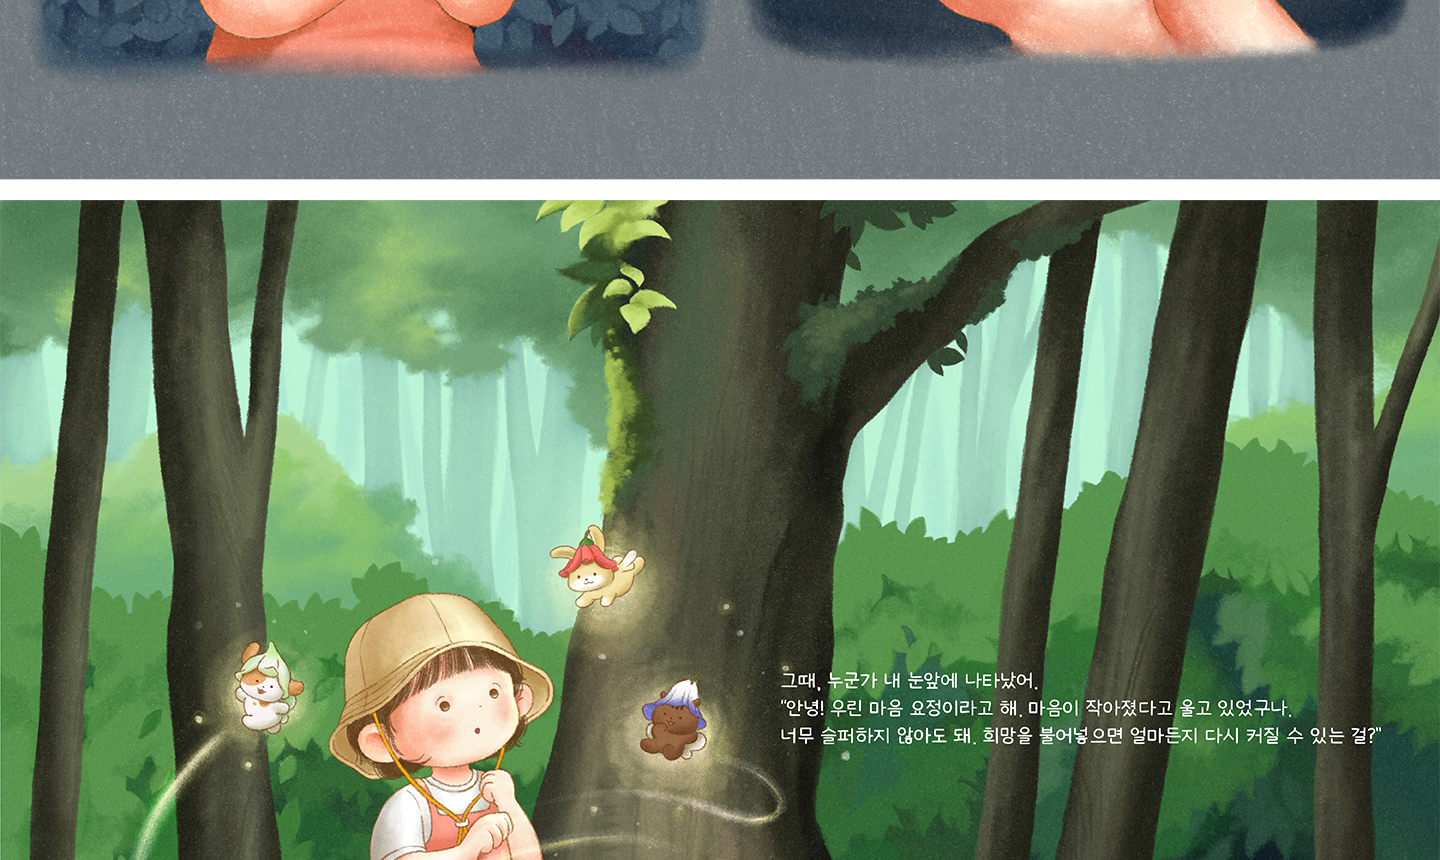 그때, 누군가 내 눈앞에 나타났어.
"안녕! 우린 마음 요정이라고 해. 마음이 작아졌다고 울고 있었구나.
너무 슬퍼하지 않아도 돼. 희망을 불어넣으면 얼마든지 다시 커질 수 있는 걸?"